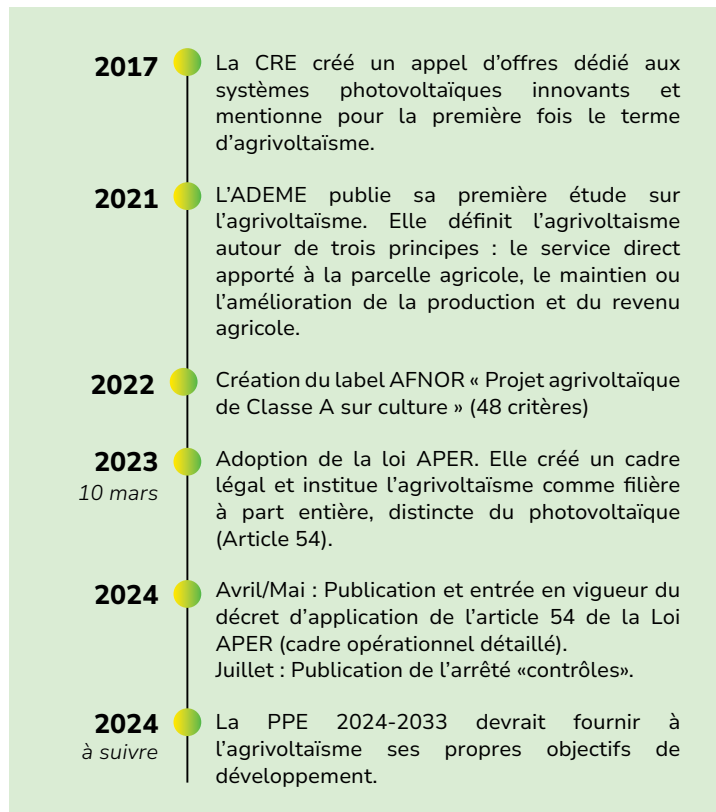 2017
La CRE créé un appel d’offres dédié aux
systèmes photovoltaïques innovants et
mentionne pour la première fois le terme
d’agrivoltaïsme.
2021
L’ADEME publie sa première étude sur
l’agrivoltaïsme. Elle définit l’agrivoltaisme
autour de trois principes : le service direct
apporté à la parcelle agricole, le maintien ou
l’amélioration de la production et du revenu
agricole.
2022
Création du label AFNOR « Projet agrivoltaïque
de Classe A sur culture » (48 critères)
2023
10 mars
Adoption de la loi APER. Elle créé un cadre
légal et institue l’agrivoltaïsme comme filière
à part entière, distincte du photovoltaïque
(Article 54).
2024
Avril/Mai : Publication et entrée en vigueur du
décret d’application de l’article 54 de la Loi
APER (cadre opérationnel détaillé).
Juillet : Publication de l’arrêté «contrôles».
2024
à suivre
La PPE 2024-2033 devrait fournir à
l’agrivoltaïsme ses propres objectifs de
développement.